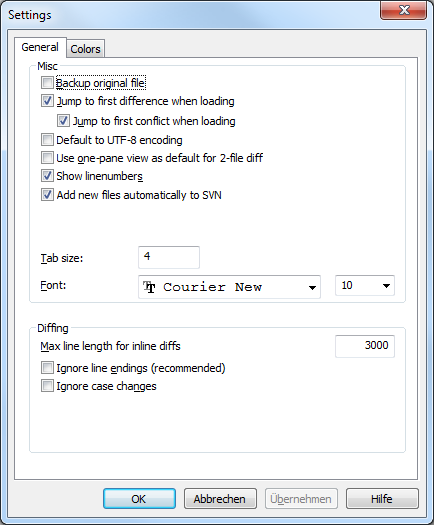 Settings
General
Colors
Misc
Backup original file
Jump to first difference when loading
Jump to first conflict when loading
Default to UTF-8 encoding
Use one-pane view as default for 2-file diff
Show linenumbers
Add new files automatically to SVN
Tab size: 4
Font: Courier New 10
Diffing
Max line length for inline diffs 3000
Ignore line endings (recommended)
Ignore case changes
OK Abbrechen Übernehmen Hilfe